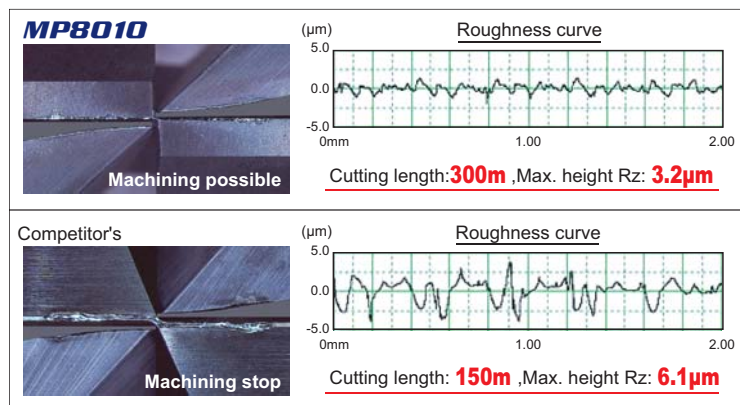 MP8010
Machining possible
(μm)
Roughness curve
5.0
0.0
-5.0
0mm
1.00
2.00
Cutting length:300m ,Max. height Rz: 3.2μm
Competitor's
Machining stop
(μm)
Roughness curve
5.0
0.0
-5.0
0mm
1.00
2.00
Cutting length: 150m ,Max. height Rz: 6.1μm